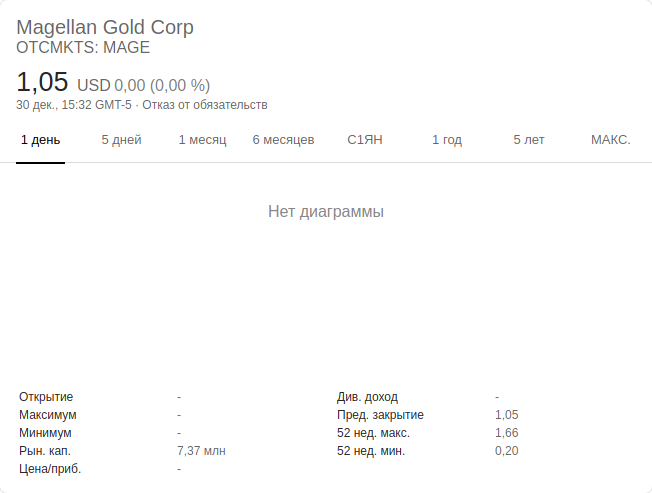 Magellan Gold Corp
OTCMKTS: MAGE
1,05 USD 0,00 (0,00 %)
30 дек., 15:32 GMT-5 · Отказ от обязательств
1 день 5 дней 1 месяц 6 месяцев С1ЯН 1 год 5 лет МАКС.
Нет диаграммы
Открытие - Див. доход -
Максимум - Пред. закрытие 1,05
Минимум - 52 нед. макс. 1,66
Рын. кап. 7,37 млн 52 нед. мин. 0,20
Цена/приб. -